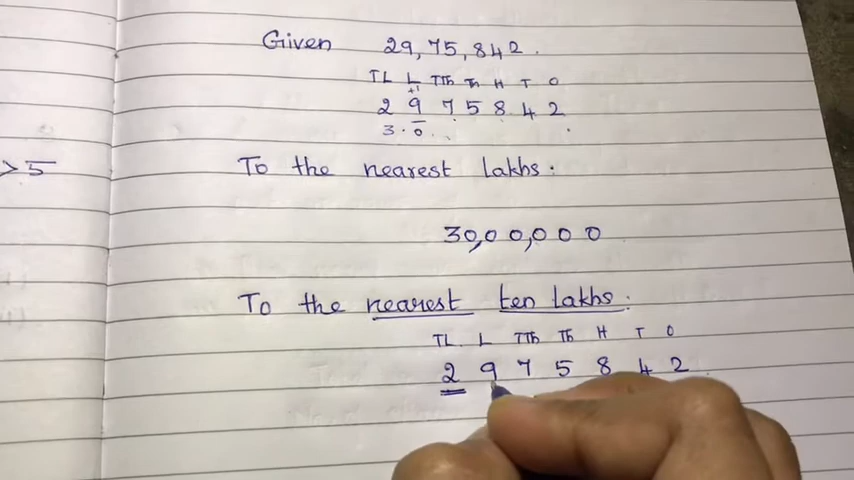 Given 29,75,842.
TL L TTh Th H T O
+1
2 9 7 5 8 4 2
3 0
>5
To the nearest lakhs.
30,00,000
To the nearest ten lakhs.
TL L TTh Th H T O
2 9 7 5 8 4 2